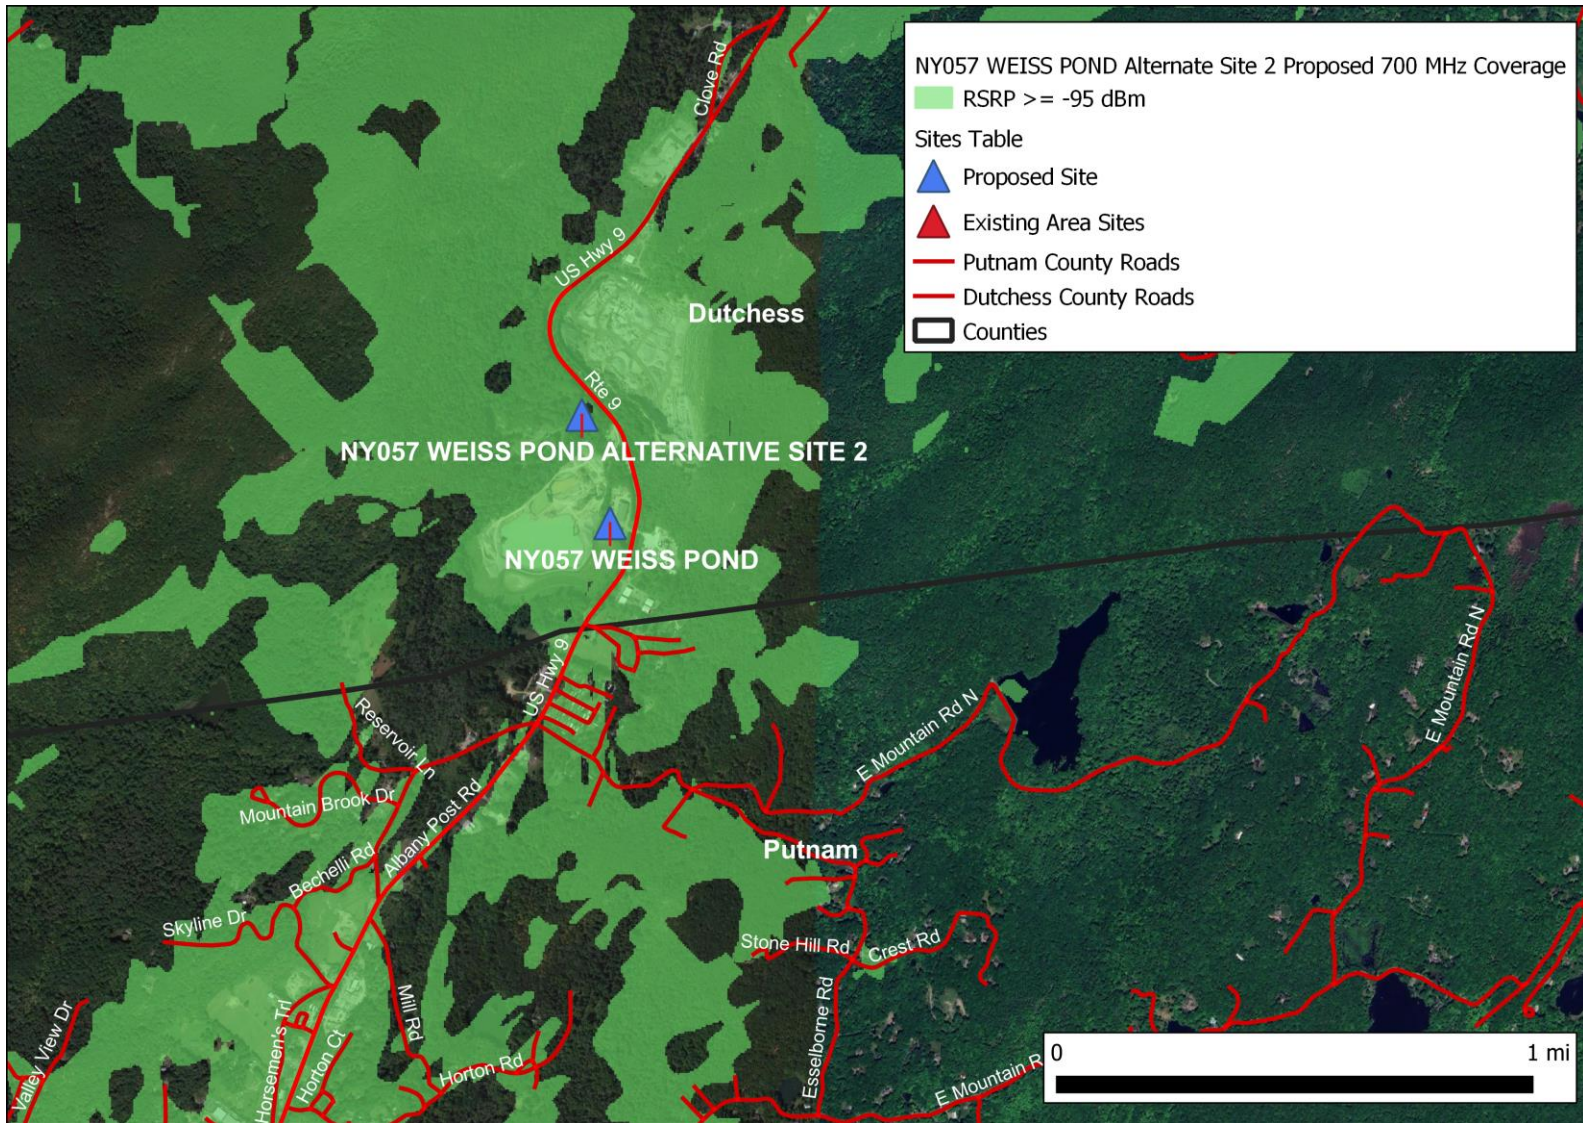 NY057 WEISS POND Alternate Site 2 Proposed 700 MHz Coverage
RSRP >= -95 dBm
Sites Table
Proposed Site
Existing Area Sites
Putnam County Roads
Dutchess County Roads
Counties
Clove Rd
US Hwy 9
Dutchess
Rte 9
NY057 WEISS POND ALTERNATIVE SITE 2
NY057 WEISS POND
US Hwy 9
Reservoir Ln
E Mountain Rd N
E Mountain Rd N
Mountain Brook Dr
Albany Post Rd
Putnam
Bechelli Rd
Skyline Dr
Stone Hill Rd
Crest Rd
Mill Rd
Esselborne Rd
Valley View Dr
Horsemen's Trl
Horton Ct
Horton Rd
E Mountain R
0 1 mi